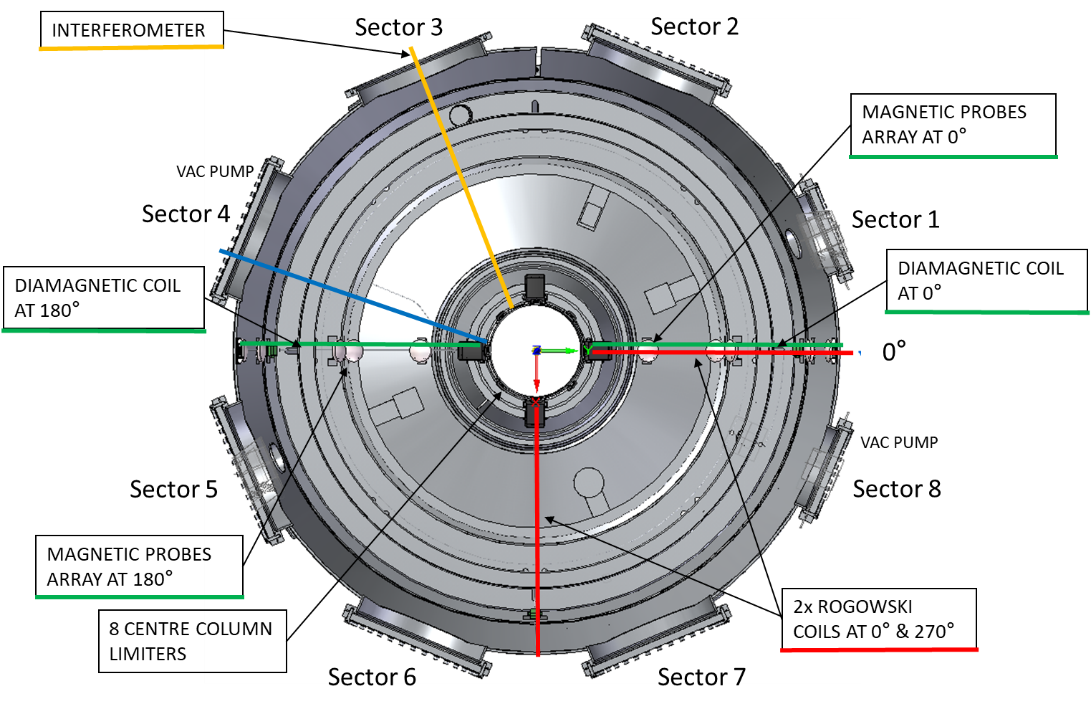 INTERFEROMETER
Sector 3
Sector 2
MAGNETIC PROBES
ARRAY AT 0°
VAC PUMP
Sector 4
Sector 1
DIAMAGNETIC COIL
AT 180°
DIAMAGNETIC COIL
AT 0°
0°
VAC PUMP
Sector 5
Sector 8
MAGNETIC PROBES
ARRAY AT 180°
8 CENTRE COLUMN
LIMITERS
2x ROGOWSKI
COILS AT 0° & 270°
Sector 6
Sector 7